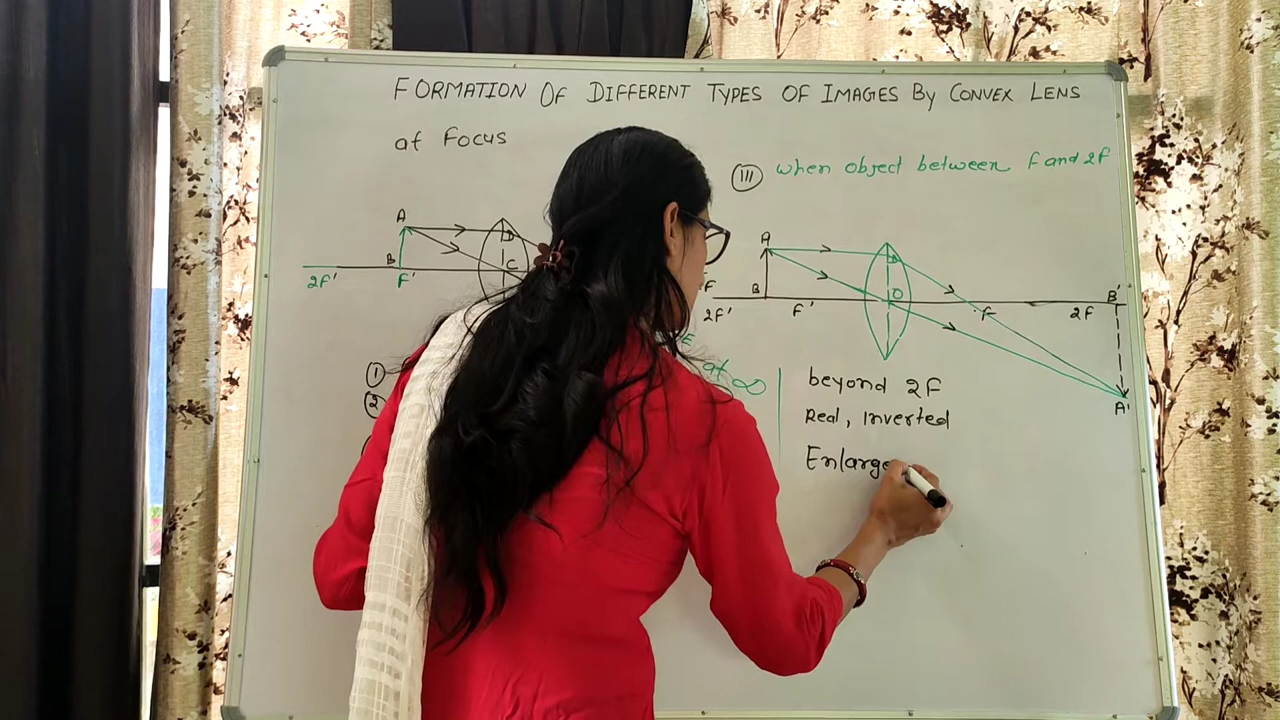 FORMATION OF DIFFERENT TYPES OF IMAGES BY CONVEX LENS
at Focus
A
D
B
C
2F'
F'
1
2
at ∞
III when object between F and 2F
A
B
O
B'
F
2F'
F'
F
2F
A'
beyond 2F
Real, Inverted
Enlarge